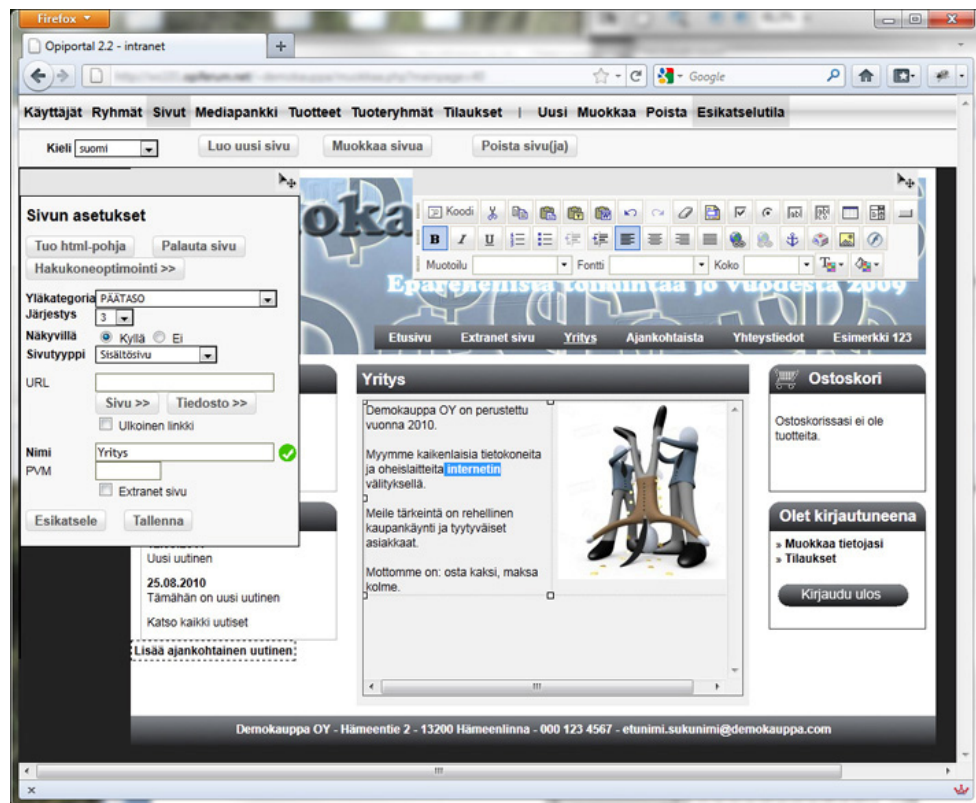 Firefox
Opiportal 2.2 - intranet
Google
Käyttäjät Ryhmät Sivut Mediapankki Tuotteet Tuoteryhmät Tilaukset | Uusi Muokkaa Poista Esikatselutila
Kieli suomi Luo uusi sivu Muokkaa sivua Poista sivu(ja)
Sivun asetukset
Tuo html-pohja Palauta sivu
Hakukoneoptimointi >>
Yläkategoria PÄÄTASO
Järjestys 3
Näkyvillä Kyllä Ei
Sivutyyppi Sisältösivu
URL
Sivu >> Tiedosto >>
Ulkoinen linkki
Nimi Yritys
PVM
Extranet sivu
Esikatsele Tallenna
Koodi
B I U
Muotoilu Fontti Koko
Eparehellistä toimintaa jo vuodesta 2009
Etusivu Extranet sivu Yritys Ajankohtaista Yhteystiedot Esimerkki 123
Uusi uutinen
25.08.2010
Tämähän on uusi uutinen
Katso kaikki uutiset
Lisää ajankohtainen uutinen
Yritys
Demokauppa OY on perustettu
vuonna 2010.
Myymme kaikenlaisia tietokoneita
ja oheislaitteita internetin
välityksellä.
Meile tärkeintä on rehellinen
kaupankäynti ja tyytyväiset
asiakkaat.
Mottomme on: osta kaksi, maksa
kolme.
Ostoskori
Ostoskorissasi ei ole
tuotteita.
Olet kirjautuneena
» Muokkaa tietojasi
» Tilaukset
Kirjaudu ulos
Demokauppa OY - Hämeentie 2 - 13200 Hämeenlinna - 000 123 4567 - etunimi.sukunimi@demokauppa.com